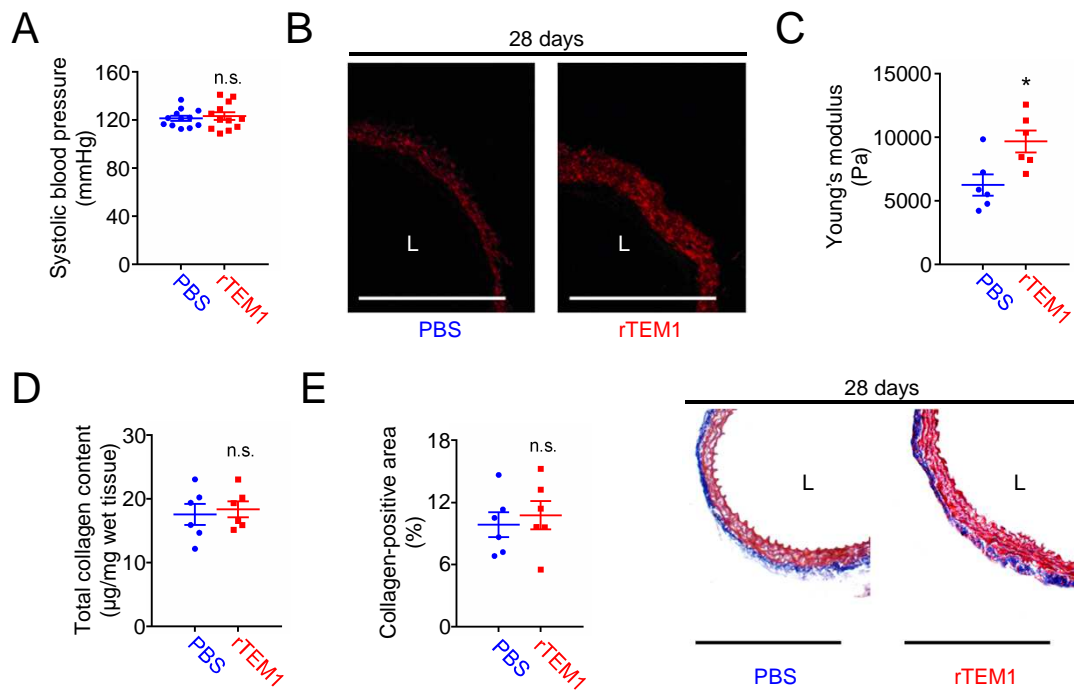 A
Systolic blood pressure
(mmHg)
160
120
80
40
0
n.s.
PBS
rTEM1
B
28 days
L
L
PBS
rTEM1
C
Young's modulus
(Pa)
15000
10000
5000
0
*
PBS
rTEM1
D
Total collagen content
(µg/mg wet tissue)
30
20
10
0
n.s.
PBS
rTEM1
E
Collagen-positive area
(%)
18
12
6
0
n.s.
PBS
rTEM1
28 days
L
L
PBS
rTEM1